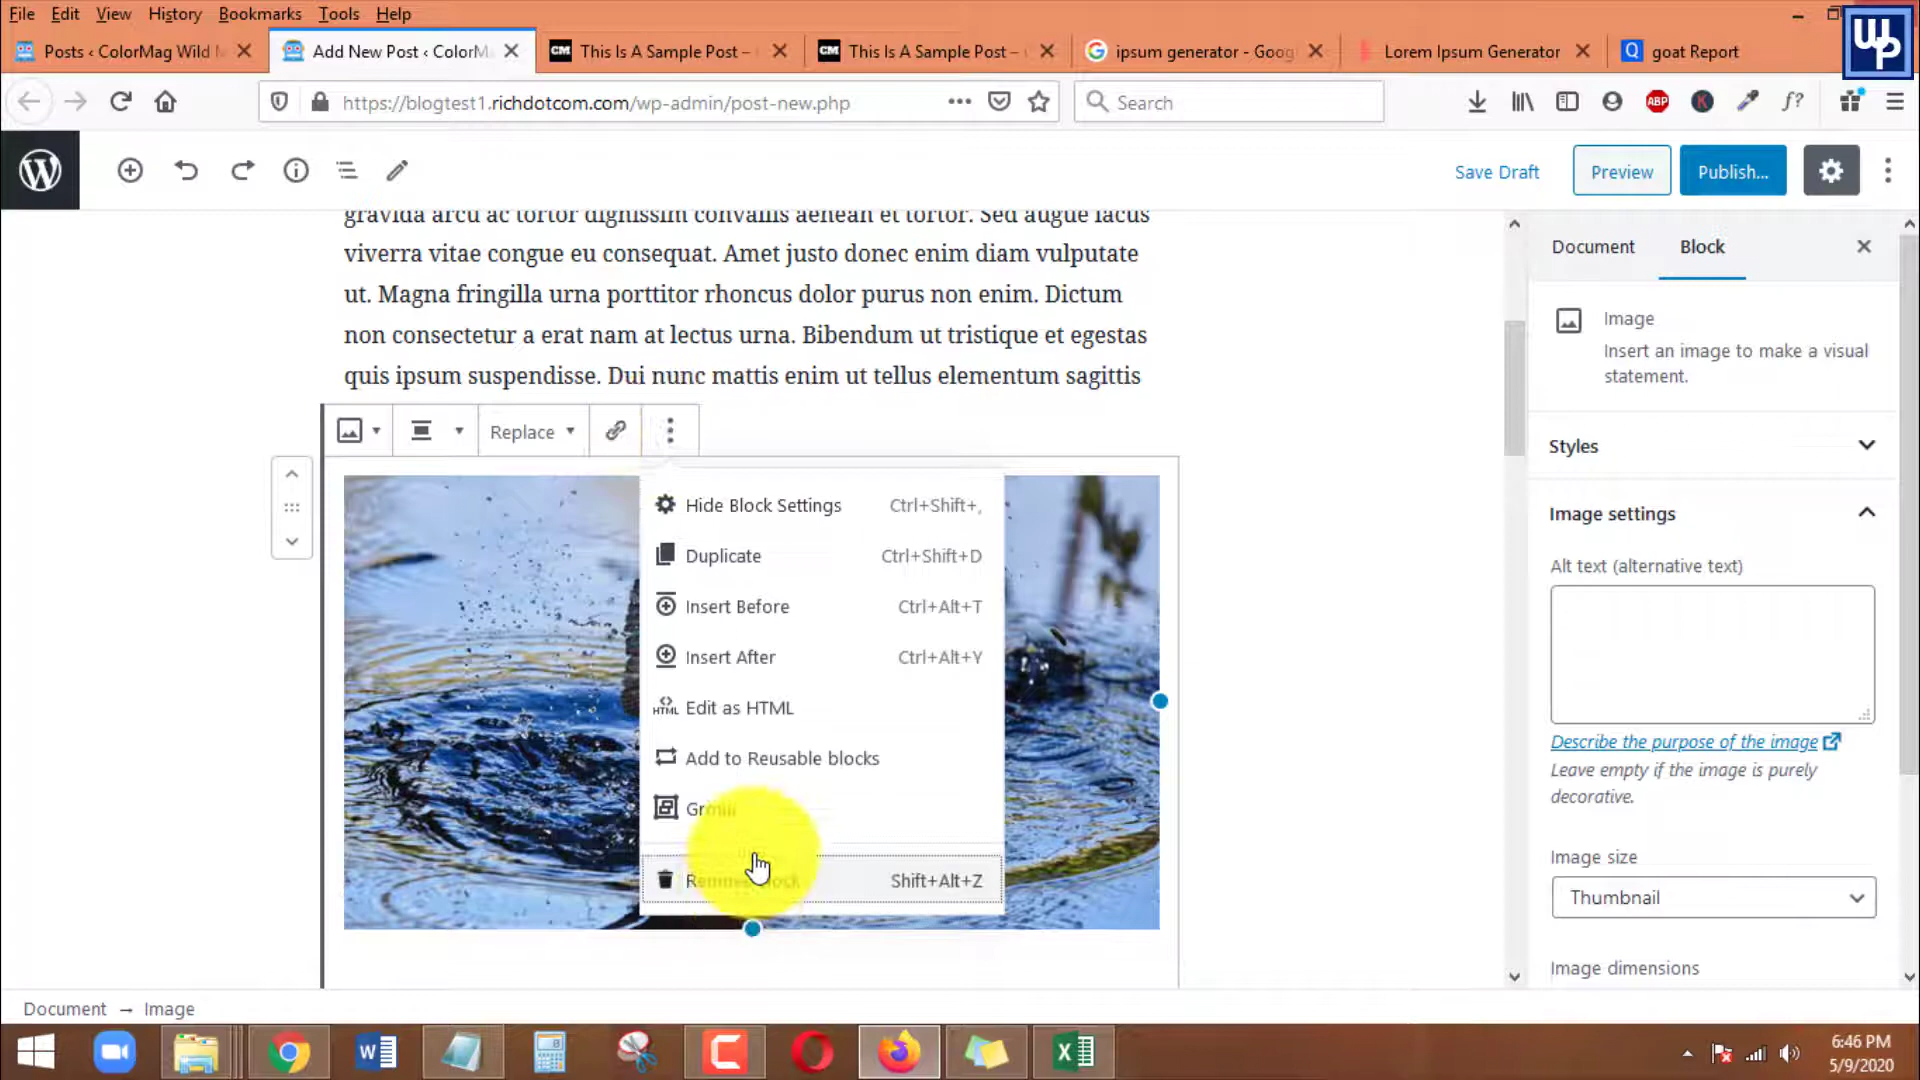 File Edit View History Bookmarks Tools Help
Posts ‹ ColorMag Wild
Add New Post ‹ ColorM
This Is A Sample Post –
This Is A Sample Post –
ipsum generator - Goog
Lorem Ipsum Generator
goat Report
https://blogtest1.richdotcom.com/wp-admin/post-new.php
Search
ABP
Save Draft
Preview
Publish...
gravida arcu ac tortor dignissim convallis aenean et tortor. Sed augue lacus
viverra vitae congue eu consequat. Amet justo donec enim diam vulputate
ut. Magna fringilla urna porttitor rhoncus dolor purus non enim. Dictum
non consectetur a erat nam at lectus urna. Bibendum ut tristique et egestas
quis ipsum suspendisse. Dui nunc mattis enim ut tellus elementum sagittis
Replace
Hide Block Settings Ctrl+Shift+,
Duplicate Ctrl+Shift+D
Insert Before Ctrl+Alt+T
Insert After Ctrl+Alt+Y
HTML Edit as HTML
Add to Reusable blocks
Group
Remove Block Shift+Alt+Z
Document Block
Image
Insert an image to make a visual
statement.
Styles
Image settings
Alt text (alternative text)
Describe the purpose of the image
Leave empty if the image is purely
decorative.
Image size
Thumbnail
Image dimensions
Document → Image
6:46 PM
5/9/2020